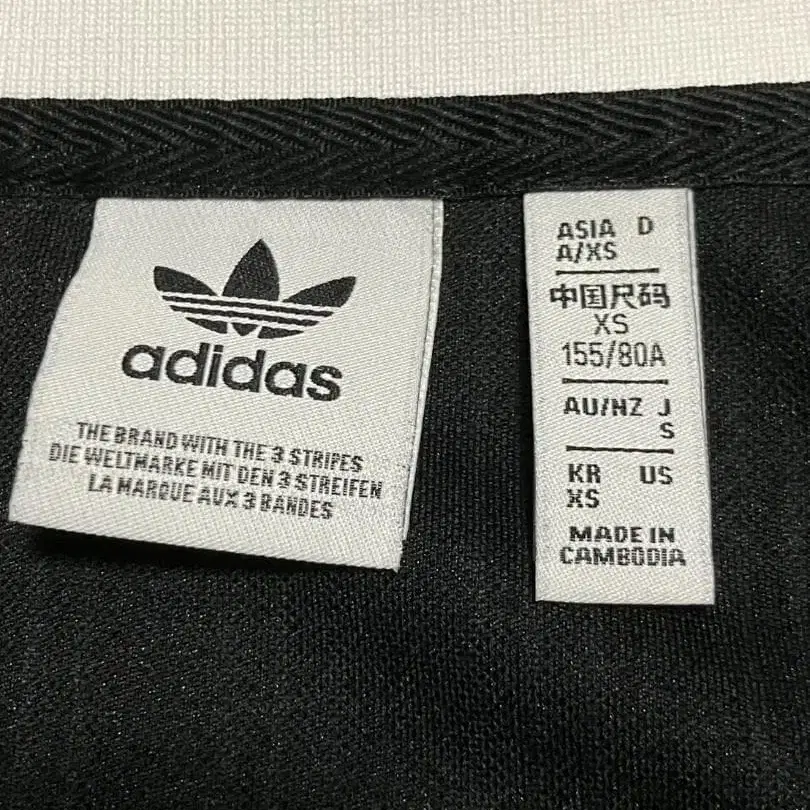 adidas
THE BRAND WITH THE 3 STRIPES
DIE WELTMARKE MIT DEN 3 STREIFEN
LA MARQUE AUX 3 BANDES
ASIA D
A/XS
中国尺码
XS
155/80A
AU/NZ J
S
KR US
XS
MADE IN
CAMBODIA